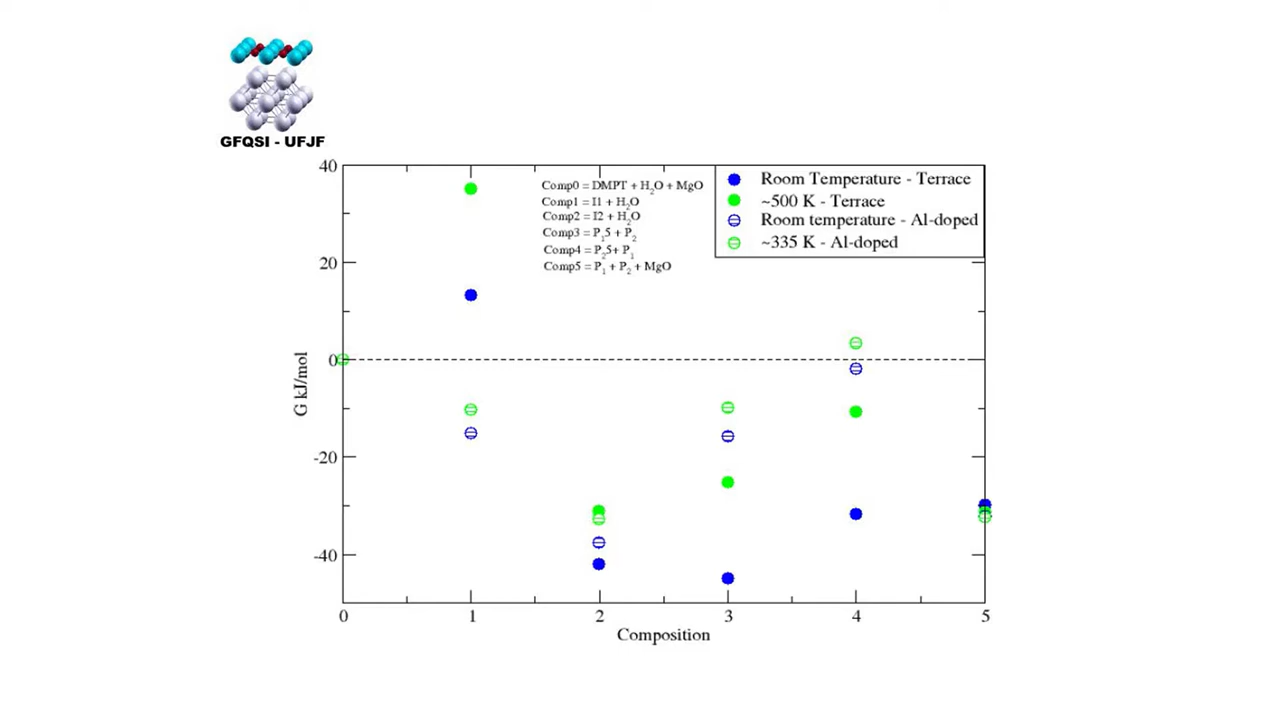 GFQSI - UFJF
40
20
0
-20
-40
G kJ/mol
Comp0 = DMPT + H2O + MgO
Comp1 = I1 + H2O
Comp2 = I2 + H2O
Comp3 = P15 + P2
Comp4 = P25+ P1
Comp5 = P1 + P2 + MgO
Room Temperature - Terrace
~500 K - Terrace
Room temperature - Al-doped
~335 K - Al-doped
0 1 2 3 4 5
Composition